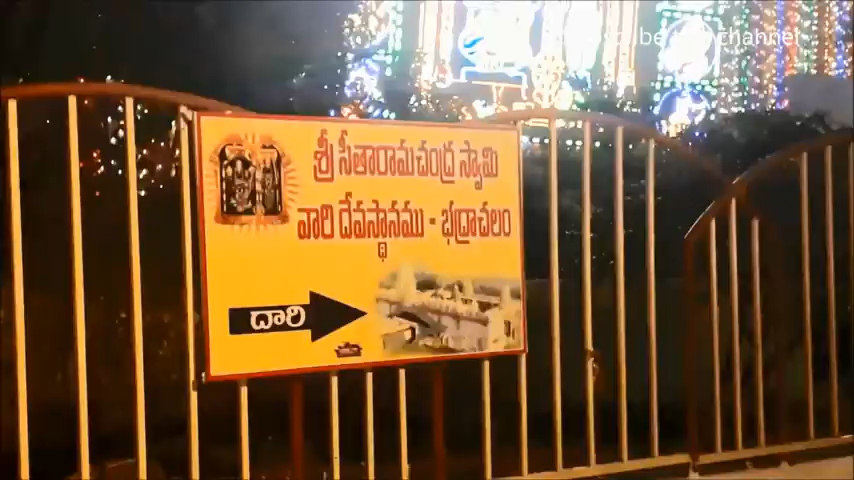 శ్రీ సీతారామచంద్ర స్వామి
వారి దేవస్థానము - భద్రాచలం
దారి